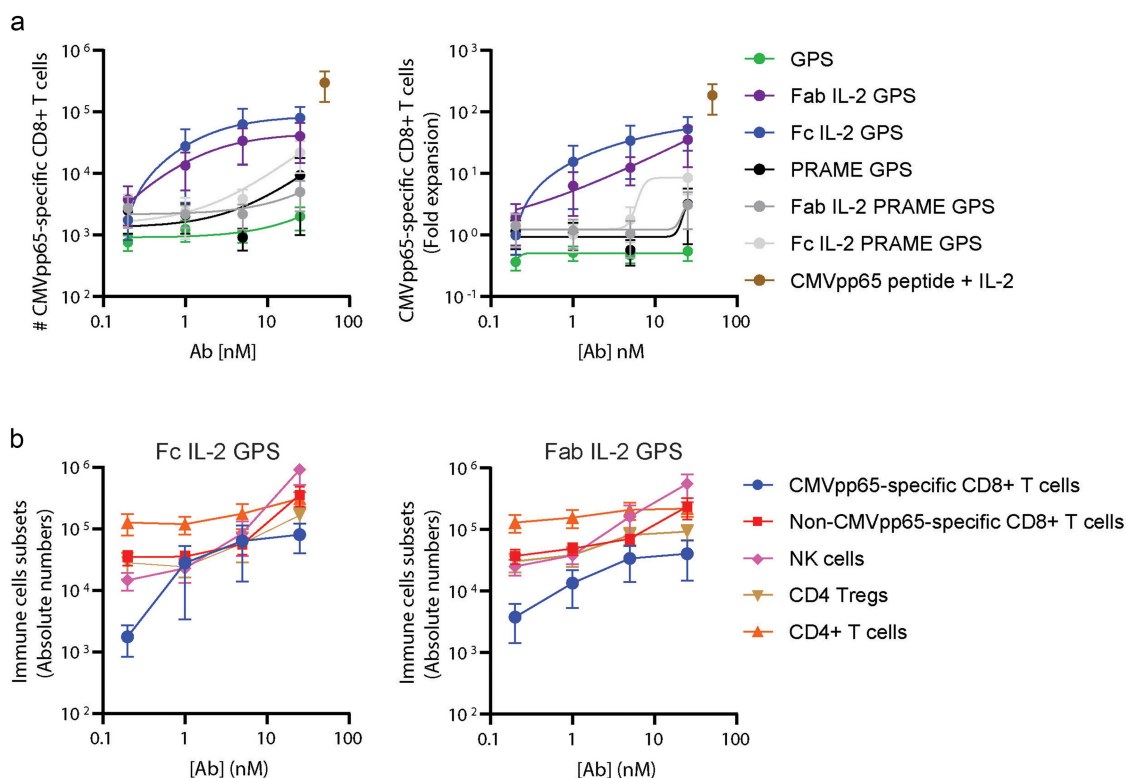 a
# CMVpp65-specific CD8+ T cells
10^6
10^5
10^4
10^3
10^2
0.1
1
10
100
Ab [nM]
CMVpp65-specific CD8+ T cells
(Fold expansion)
10^3
10^2
10^1
10^0
10^-1
0.1
1
10
100
[Ab] nM
GPS
Fab IL-2 GPS
Fc IL-2 GPS
PRAME GPS
Fab IL-2 PRAME GPS
Fc IL-2 PRAME GPS
CMVpp65 peptide + IL-2
b
Fc IL-2 GPS
Immune cells subsets
(Absolute numbers)
10^6
10^5
10^4
10^3
10^2
0.1
1
10
100
[Ab] (nM)
Fab IL-2 GPS
Immune cells subsets
(Absolute numbers)
10^6
10^5
10^4
10^3
10^2
0.1
1
10
100
[Ab] (nM)
CMVpp65-specific CD8+ T cells
Non-CMVpp65-specific CD8+ T cells
NK cells
CD4 Tregs
CD4+ T cells